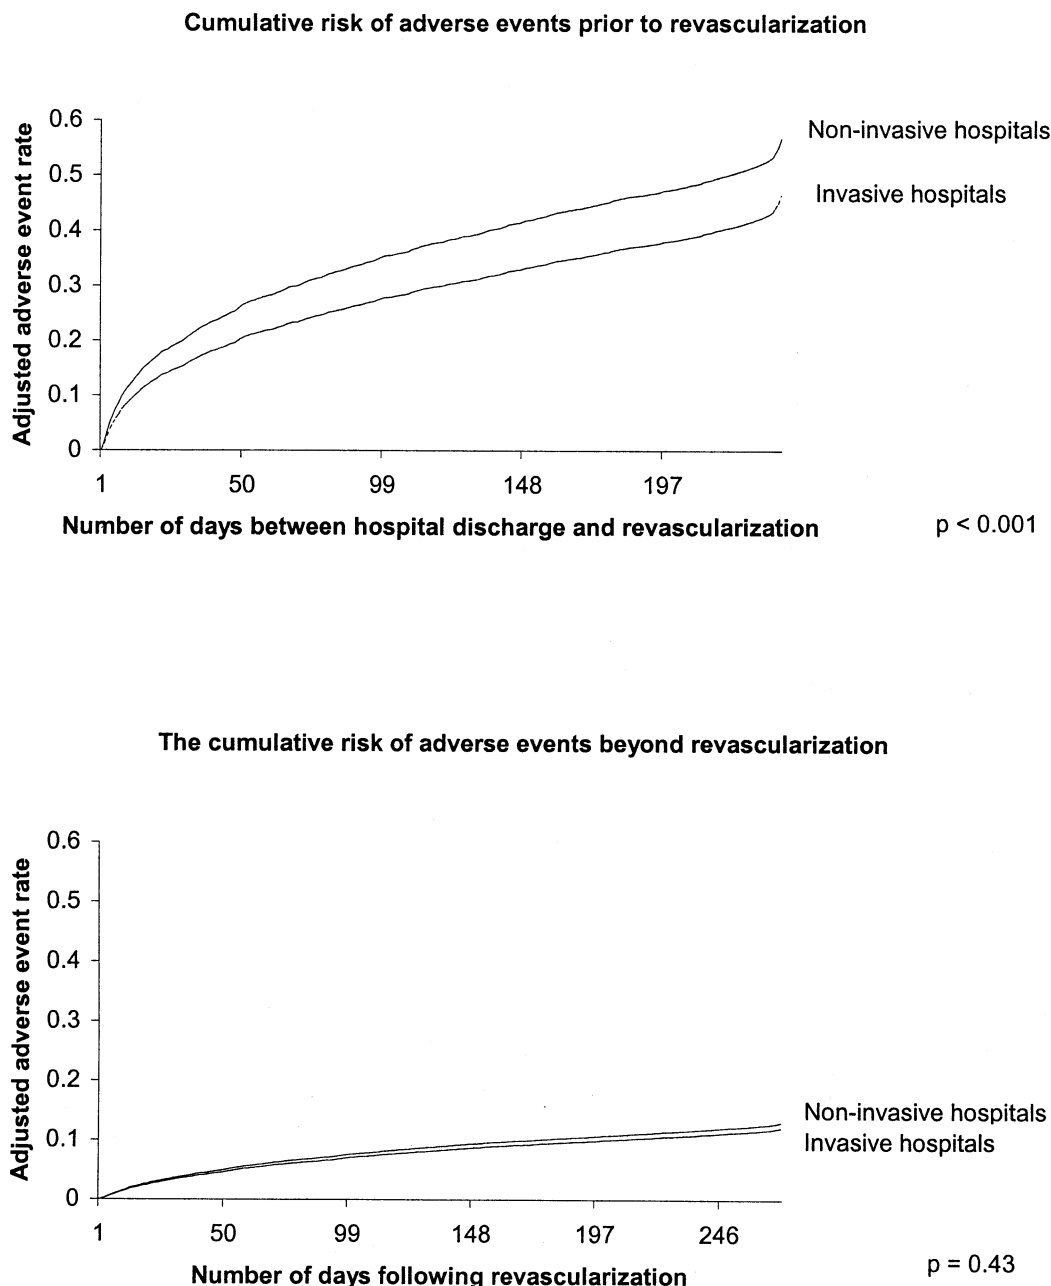 Cumulative risk of adverse events prior to revascularization
Adjusted adverse event rate
0.6
0.5
0.4
0.3
0.2
0.1
0
Non-invasive hospitals
Invasive hospitals
1 50 99 148 197
Number of days between hospital discharge and revascularization
p < 0.001
The cumulative risk of adverse events beyond revascularization
Adjusted adverse event rate
0.6
0.5
0.4
0.3
0.2
0.1
0
Non-invasive hospitals
Invasive hospitals
1 50 99 148 197 246
Number of days following revascularization
p = 0.43